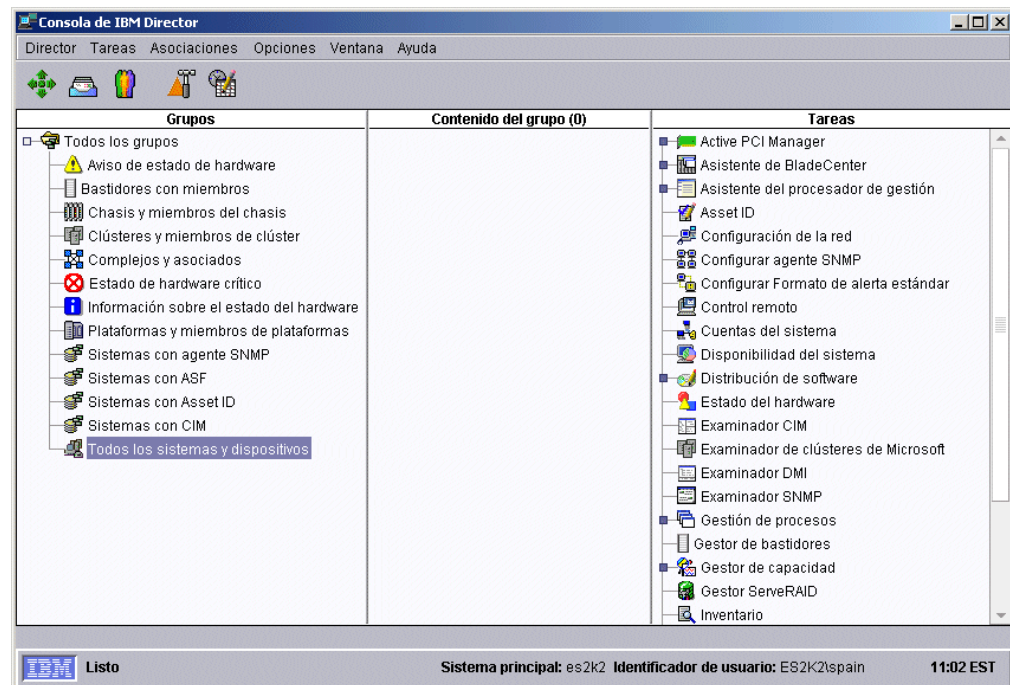 Consola de IBM Director
Director Tareas Asociaciones Opciones Ventana Ayuda
Grupos
Todos los grupos
Aviso de estado de hardware
Bastidores con miembros
Chasis y miembros del chasis
Clústeres y miembros de clúster
Complejos y asociados
Estado de hardware crítico
Información sobre el estado del hardware
Plataformas y miembros de plataformas
Sistemas con agente SNMP
Sistemas con ASF
Sistemas con Asset ID
Sistemas con CIM
Todos los sistemas y dispositivos
Contenido del grupo (0)
Tareas
Active PCI Manager
Asistente de BladeCenter
Asistente del procesador de gestión
Asset ID
Configuración de la red
Configurar agente SNMP
Configurar Formato de alerta estándar
Control remoto
Cuentas del sistema
Disponibilidad del sistema
Distribución de software
Estado del hardware
Examinador CIM
Examinador de clústeres de Microsoft
Examinador DMI
Examinador SNMP
Gestión de procesos
Gestor de bastidores
Gestor de capacidad
Gestor ServeRAID
Inventario
IBM Listo Sistema principal: es2k2 Identificador de usuario: ES2K2\spain 11:02 EST